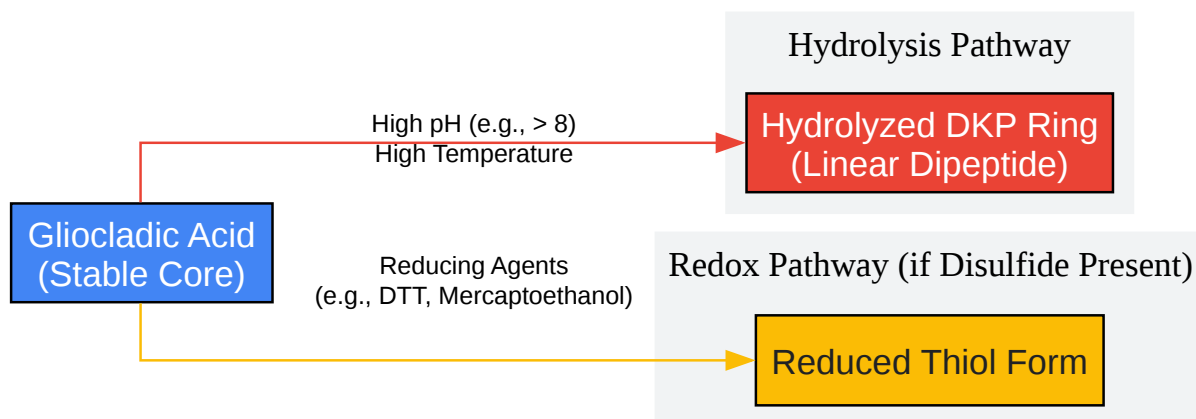 Hydrolysis Pathway
High pH (e.g., > 8)
High Temperature
Hydrolyzed DKP Ring
(Linear Dipeptide)
Gliocladic Acid
(Stable Core)
Reducing Agents
(e.g., DTT, Mercaptoethanol)
Redox Pathway (if Disulfide Present)
Reduced Thiol Form